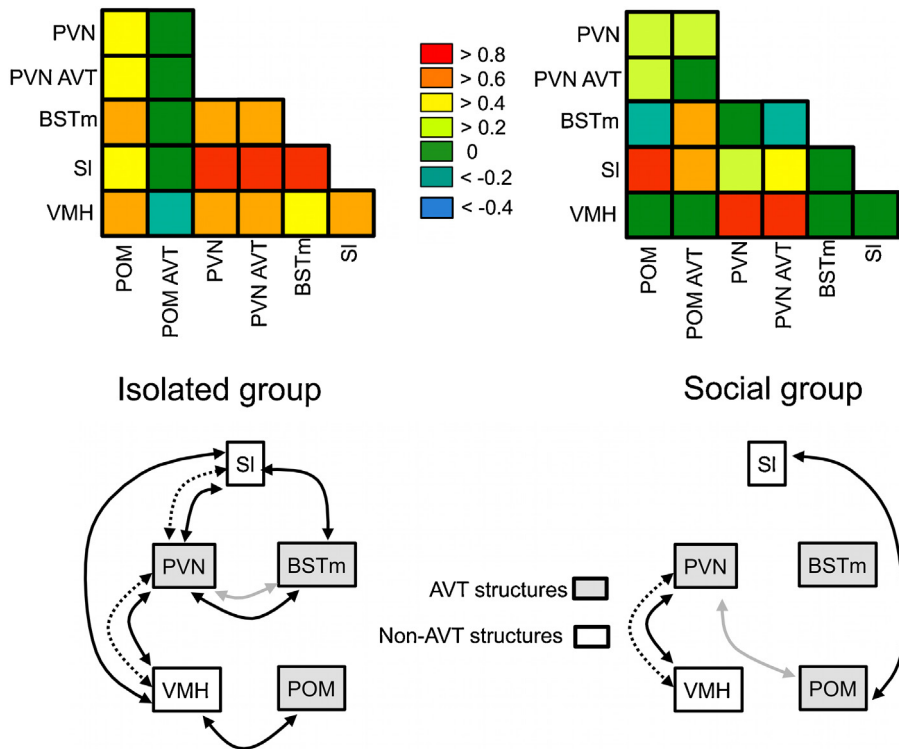 PVN
PVN AVT
BSTm
SI
VMH
POM
POM AVT
PVN
PVN AVT
BSTm
SI
> 0.8
> 0.6
> 0.4
> 0.2
0
< -0.2
< -0.4
PVN
PVN AVT
BSTm
SI
VMH
POM
POM AVT
PVN
PVN AVT
BSTm
SI
Isolated group
Social group
SI
PVN
BSTm
VMH
POM
AVT structures
Non-AVT structures
SI
PVN
BSTm
VMH
POM